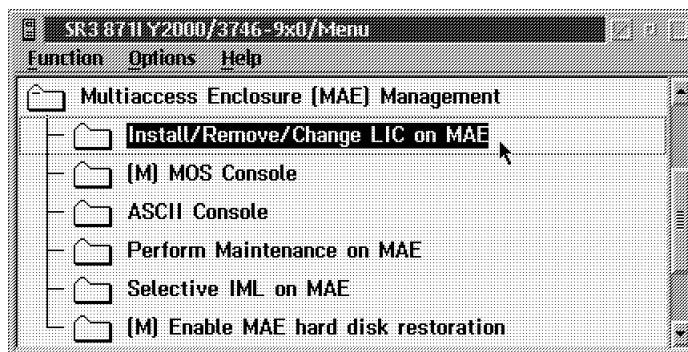 SR3 871I Y2000/3746-9x0/Menu
Function Options Help
Multiaccess Enclosure (MAE) Management
Install/Remove/Change LIC on MAE
(M) MOS Console
ASCII Console
Perform Maintenance on MAE
Selective IML on MAE
(M) Enable MAE hard disk restoration